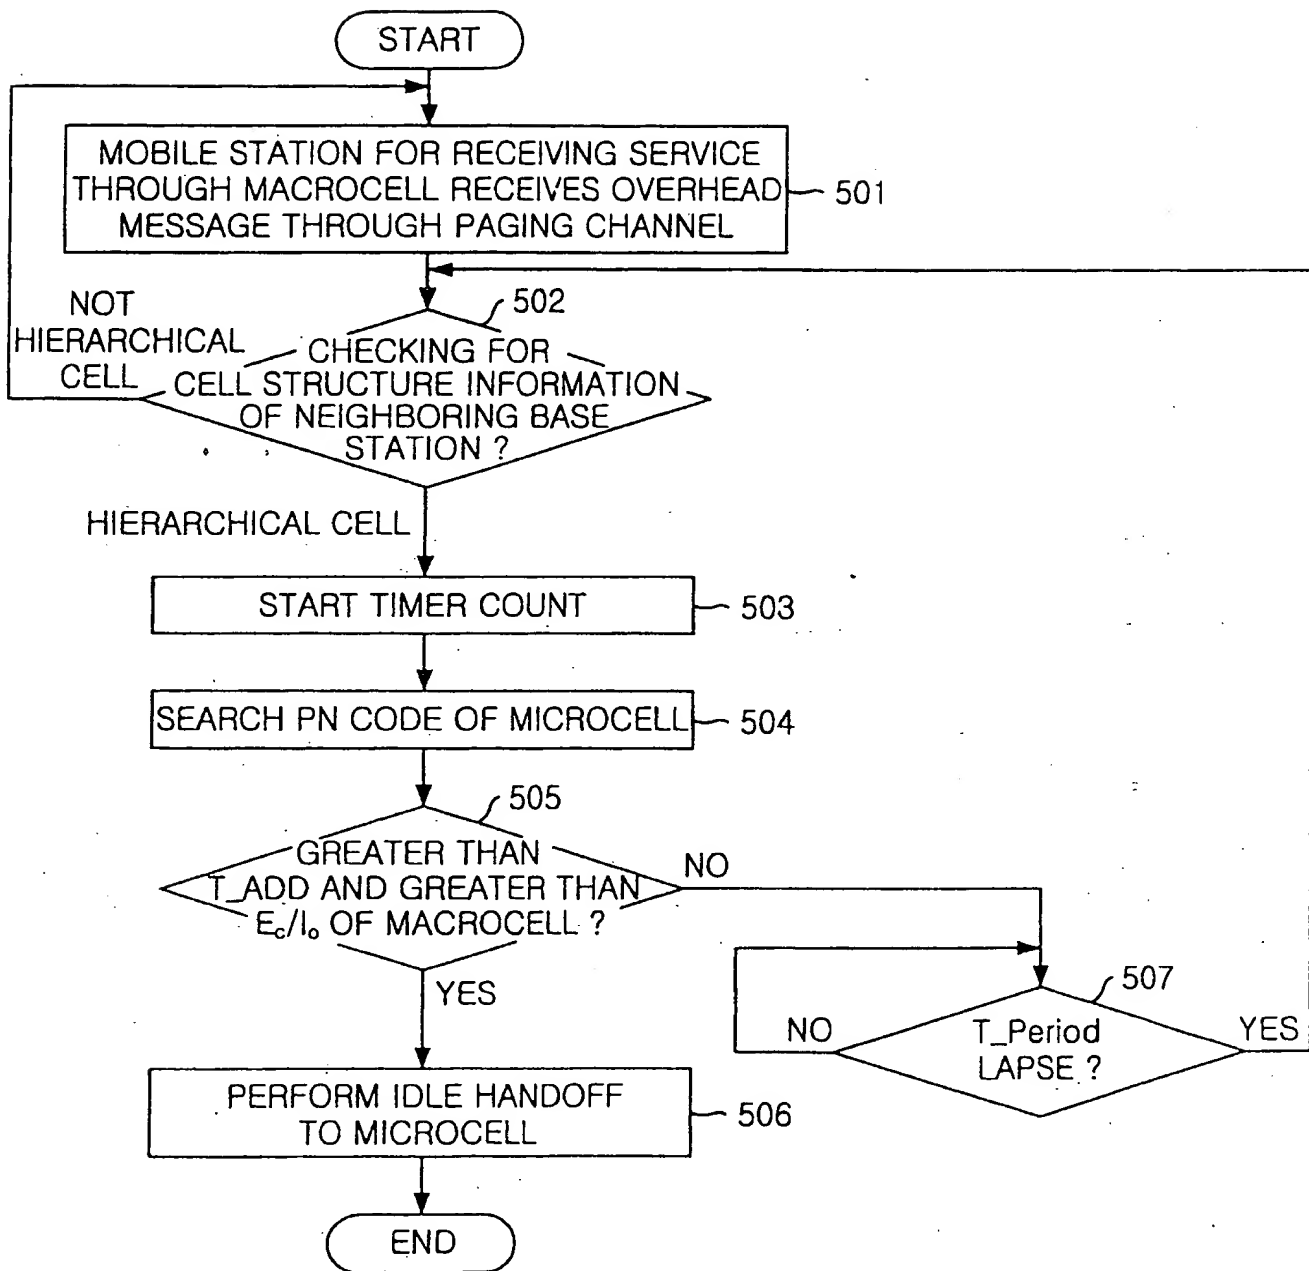 START
MOBILE STATION FOR RECEIVING SERVICE
THROUGH MACROCELL RECEIVES OVERHEAD
MESSAGE THROUGH PAGING CHANNEL
501
NOT
HIERARCHICAL
CELL
502
CHECKING FOR
CELL STRUCTURE INFORMATION
OF NEIGHBORING BASE
STATION ?
HIERARCHICAL CELL
START TIMER COUNT
503
SEARCH PN CODE OF MICROCELL
504
505
GREATER THAN
T_ADD AND GREATER THAN
Ec/Io OF MACROCELL ?
NO
YES
507
NO
T_Period
LAPSE ?
YES
PERFORM IDLE HANDOFF
TO MICROCELL
506
END